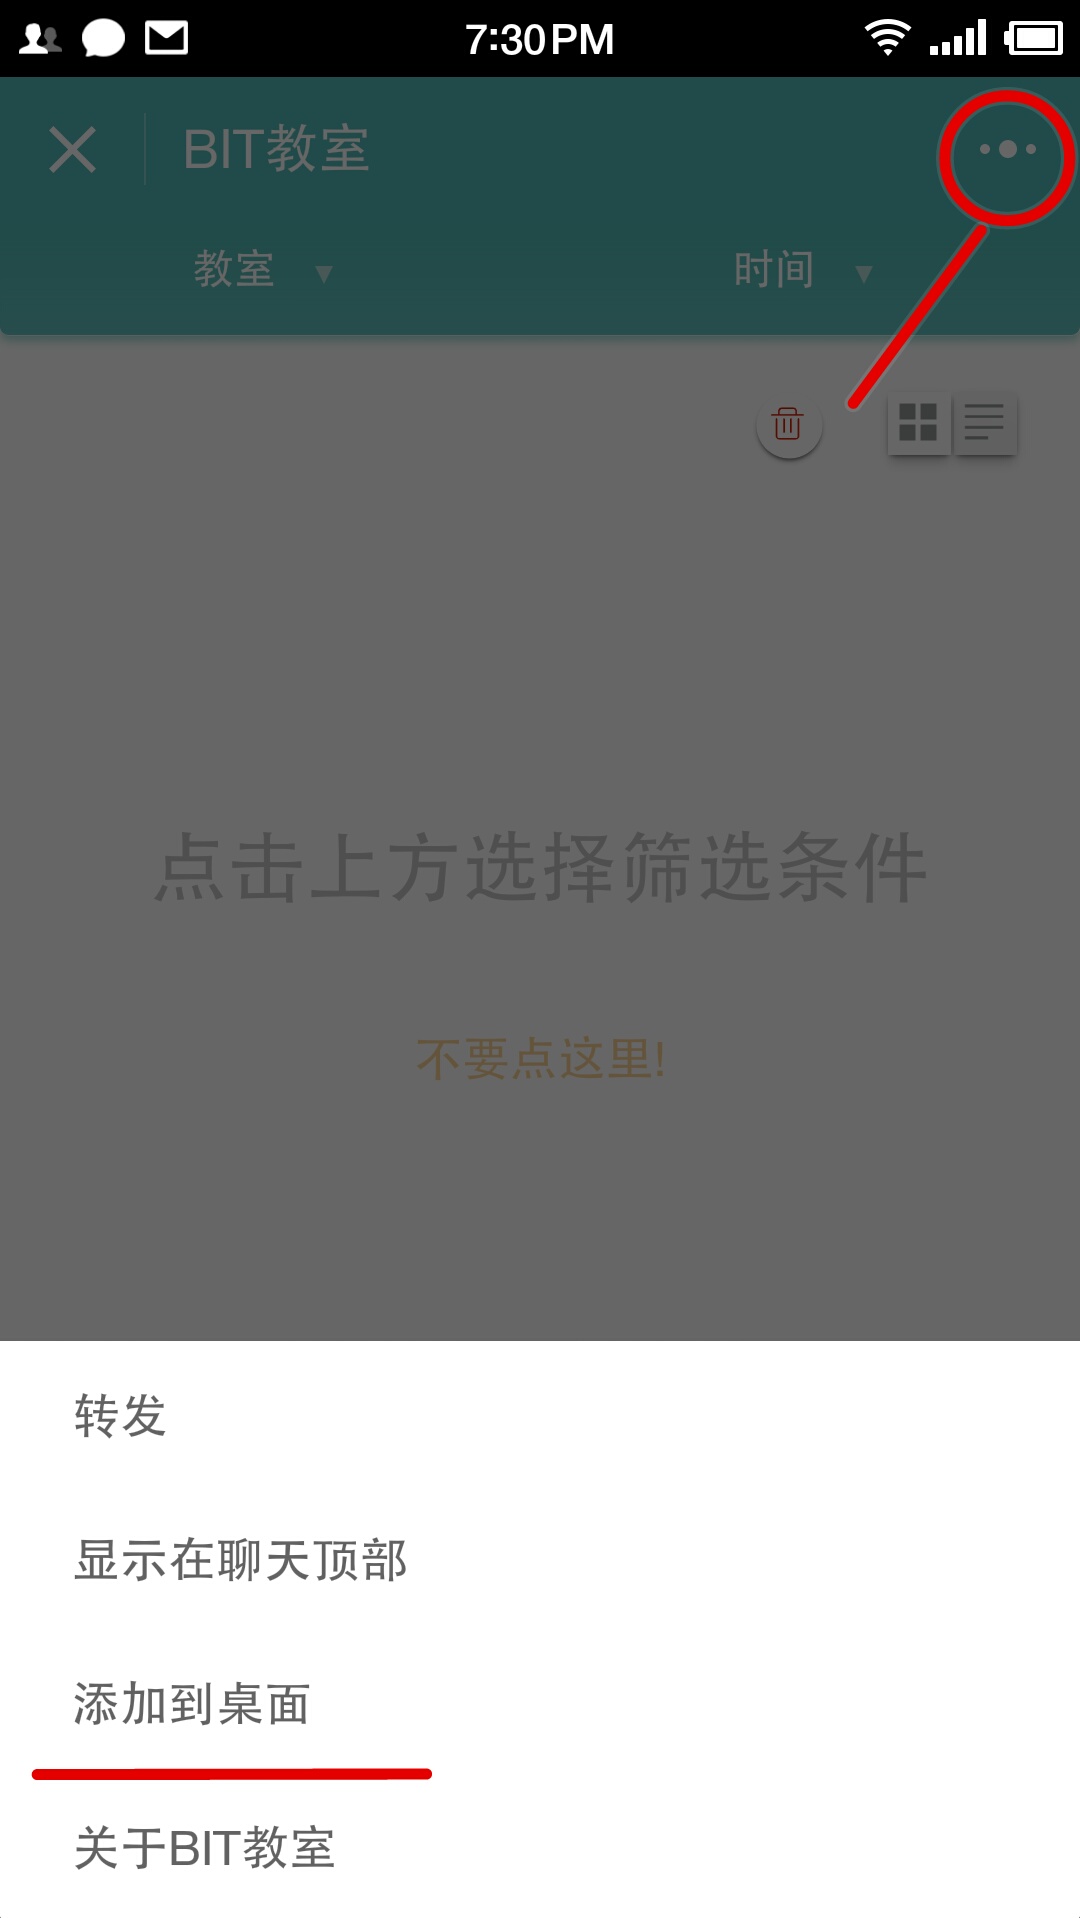 7:30 PM
BIT教室
教室 ▼ 时间 ▼
点击上方选择筛选条件
不要点这里!
转发
显示在聊天顶部
添加到桌面
关于BIT教室